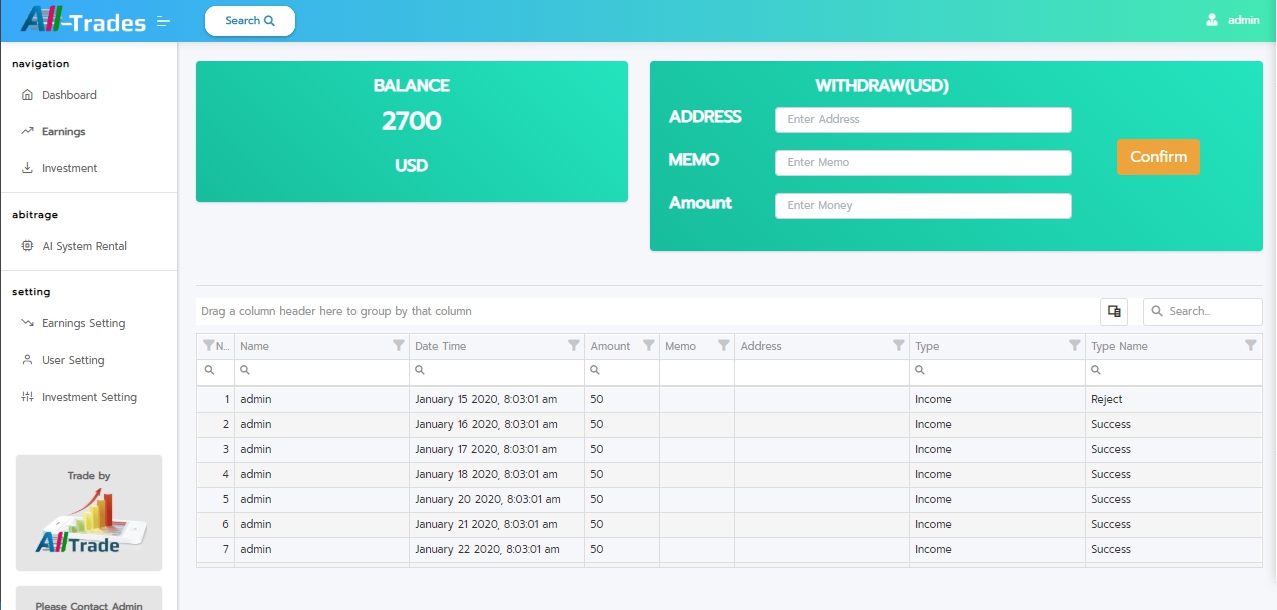 All-Trades
Search
admin
navigation
Dashboard
Earnings
Investment
abitrage
AI System Rental
setting
Earnings Setting
User Setting
Investment Setting
Trade by
AllTrade
Please Contact Admin
BALANCE
2700
USD
WITHDRAW(USD)
ADDRESS Enter Address
MEMO Enter Memo
Amount Enter Money
Confirm
Drag a column header here to group by that column
Search...
N... Name Date Time Amount Memo Address Type Type Name
1 admin January 15 2020, 8:03:01 am 50 Income Reject
2 admin January 16 2020, 8:03:01 am 50 Income Success
3 admin January 17 2020, 8:03:01 am 50 Income Success
4 admin January 18 2020, 8:03:01 am 50 Income Success
5 admin January 20 2020, 8:03:01 am 50 Income Success
6 admin January 21 2020, 8:03:01 am 50 Income Success
7 admin January 22 2020, 8:03:01 am 50 Income Success